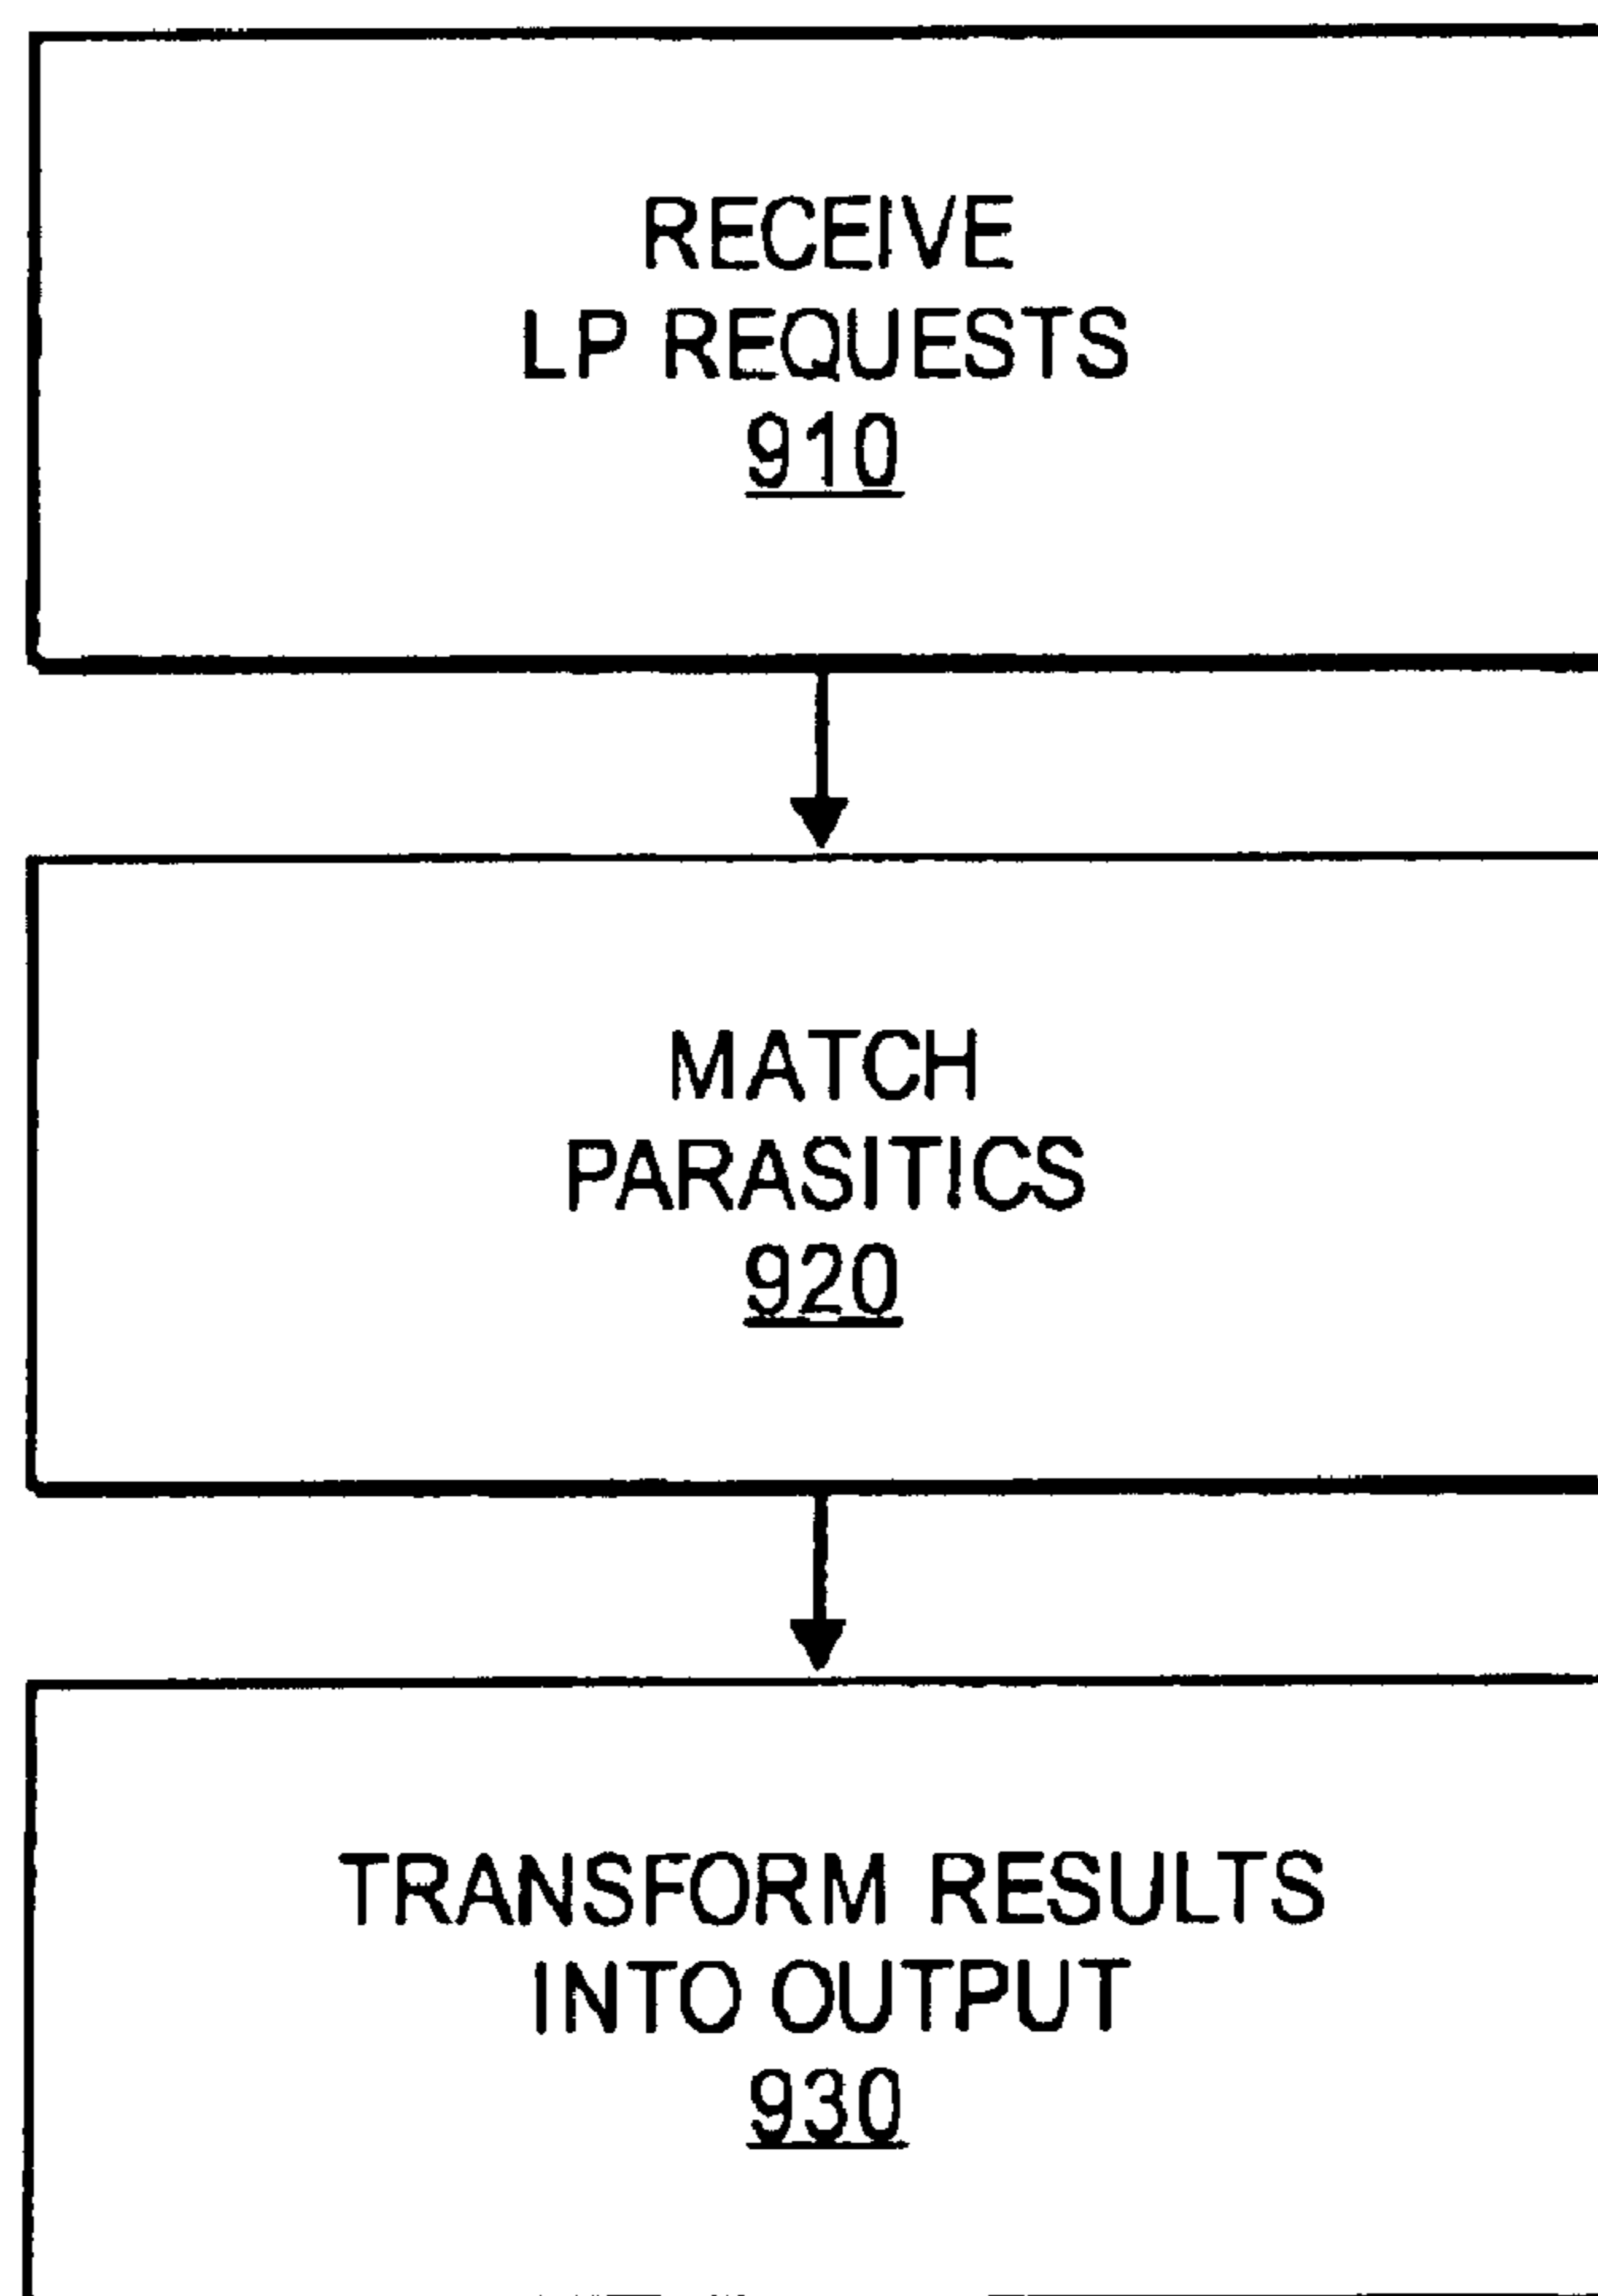 RECEIVE
LP REQUESTS
910
MATCH
PARASITICS
920
TRANSFORM RESULTS
INTO OUTPUT
930